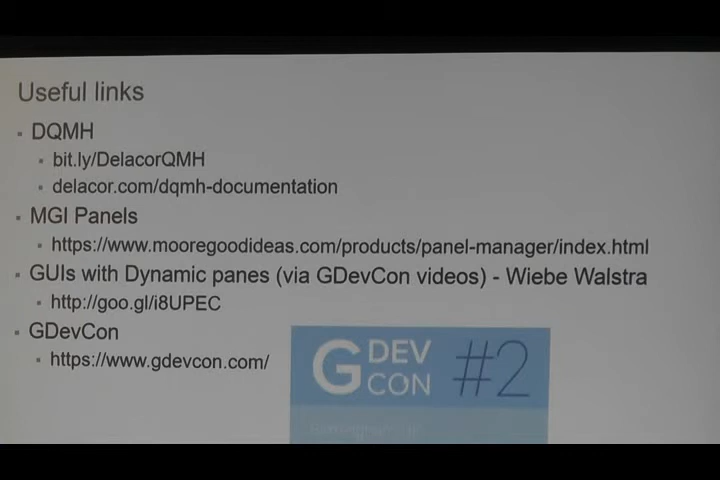 Useful links
▪ DQMH
▪ bit.ly/DelacorQMH
▪ delacor.com/dqmh-documentation
▪ MGI Panels
▪ https://www.mooregoodideas.com/products/panel-manager/index.html
▪ GUIs with Dynamic panes (via GDevCon videos) - Wiebe Walstra
▪ http://goo.gl/i8UPEC
▪ GDevCon
▪ https://www.gdevcon.com/
G DEV CON #2